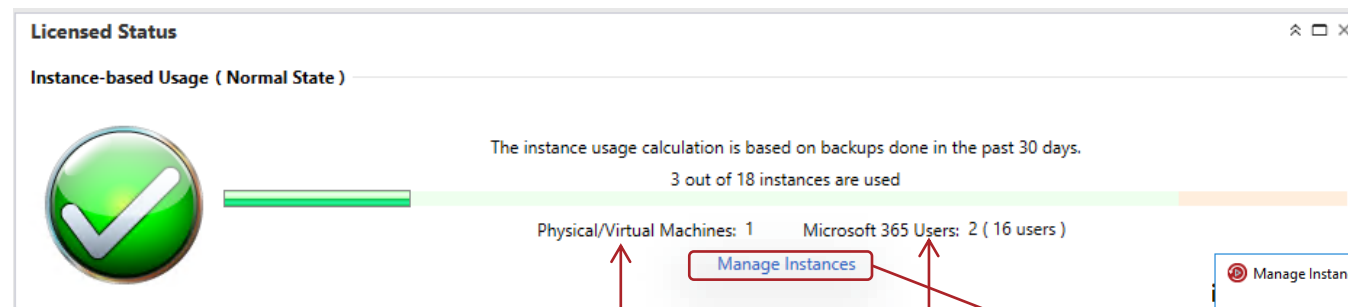 Licensed Status
Instance-based Usage ( Normal State )
The instance usage calculation is based on backups done in the past 30 days.
3 out of 18 instances are used
Physical/Virtual Machines: 1 Microsoft 365 Users: 2 ( 16 users )
Manage Instances
Manage Instan